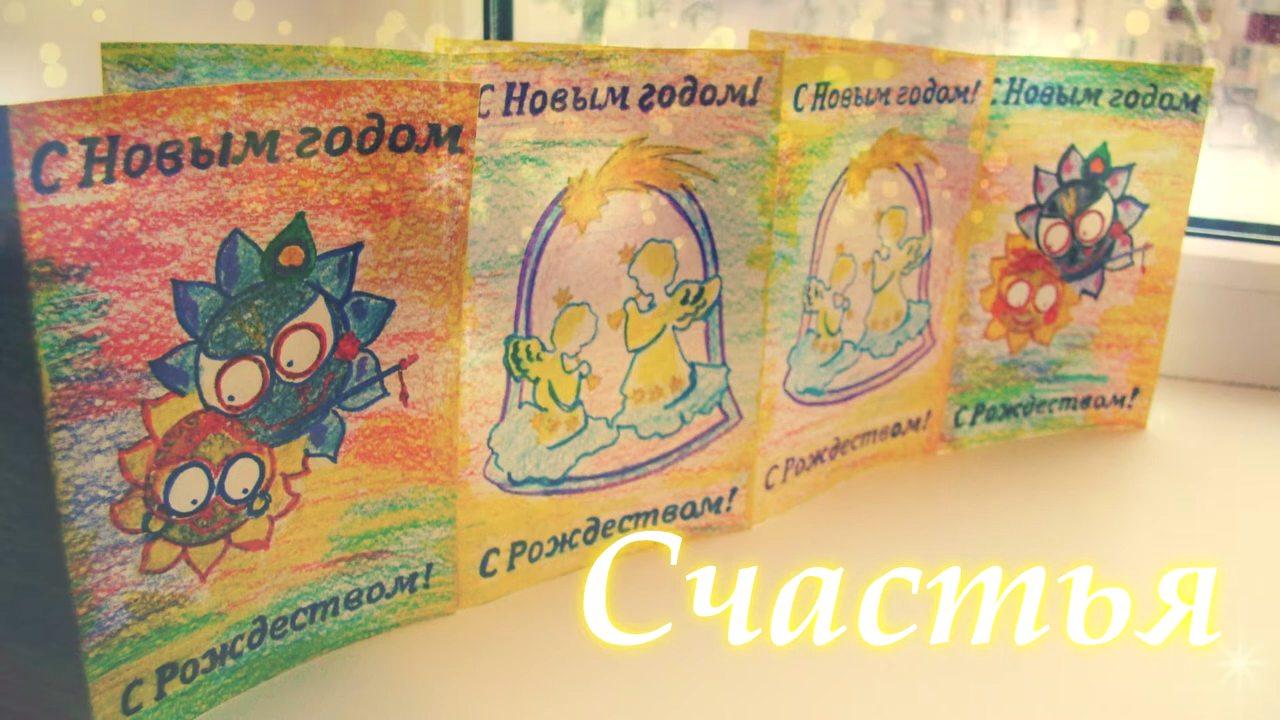 С Новым годом
С Рождеством!
С Новым годом!
С Рождеством!
С Новым годом!
С Рождеством!
С Новым годом
С Рождеством!
Счастья